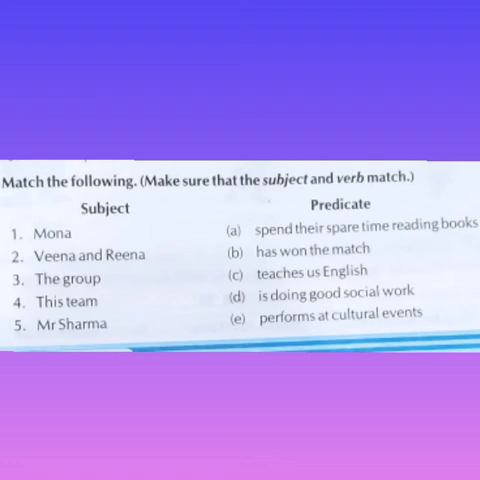 Match the following. (Make sure that the subject and verb match.)
Subject Predicate
1. Mona (a) spend their spare time reading books
2. Veena and Reena (b) has won the match
3. The group (c) teaches us English
4. This team (d) is doing good social work
5. Mr Sharma (e) performs at cultural events